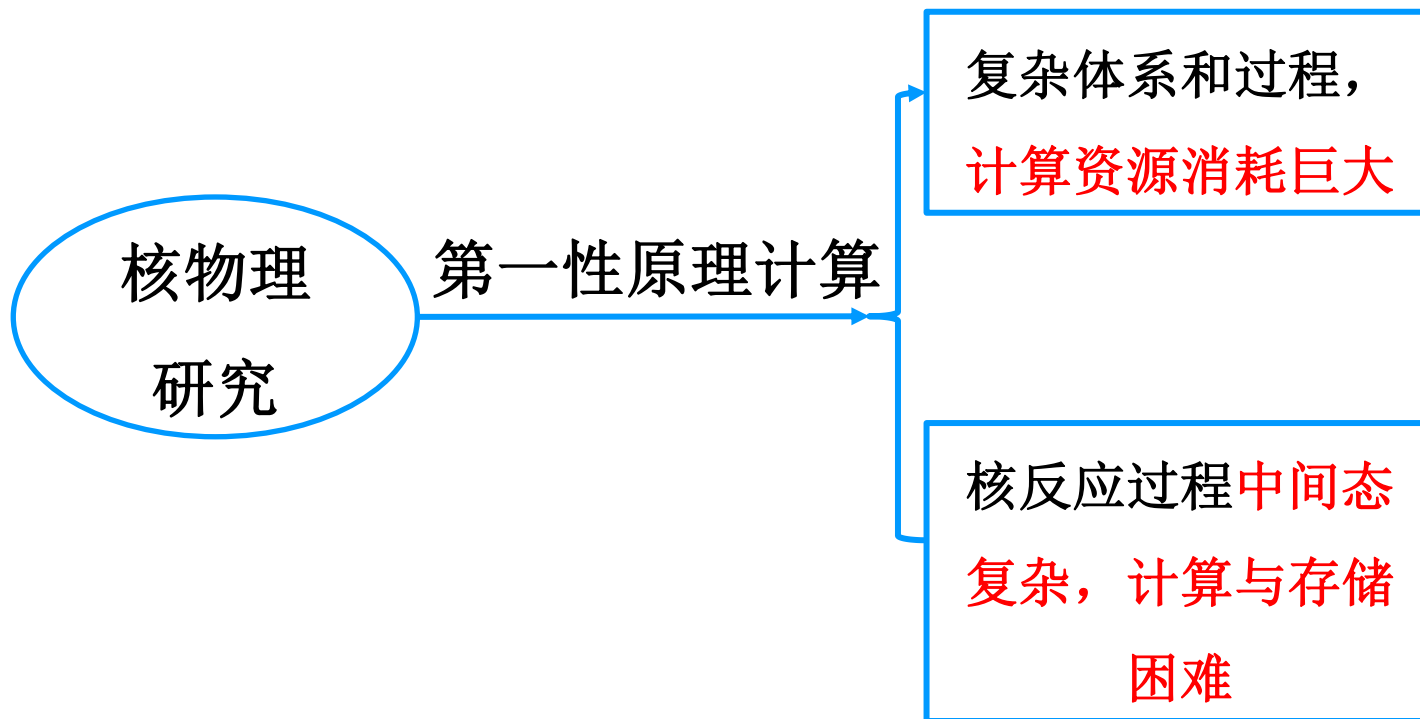 核物理
研究
第一性原理计算
复杂体系和过程，
计算资源消耗巨大
核反应过程中间态
复杂，计算与存储
困难